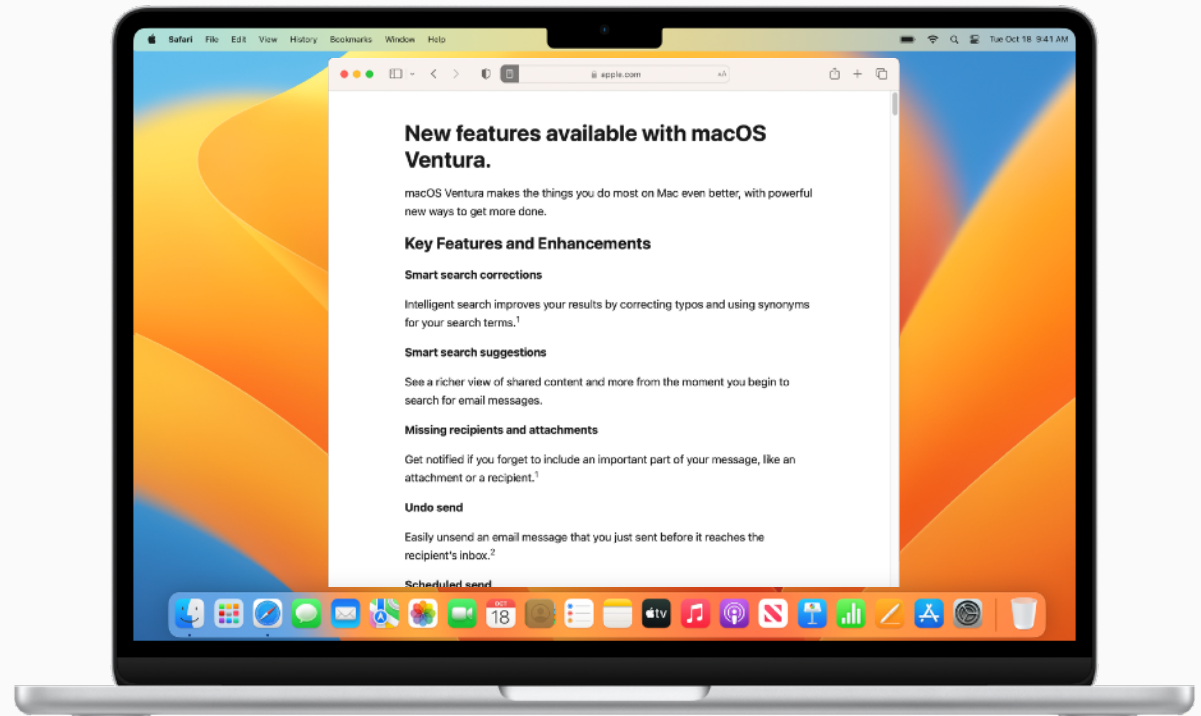 Safari File Edit View History Bookmarks Window Help Tue Oct 18 9:41 AM
apple.com
AA
New features available with macOS
Ventura.
macOS Ventura makes the things you do most on Mac even better, with powerful
new ways to get more done.
Key Features and Enhancements
Smart search corrections
Intelligent search improves your results by correcting typos and using synonyms
for your search terms.1
Smart search suggestions
See a richer view of shared content and more from the moment you begin to
search for email messages.
Missing recipients and attachments
Get notified if you forget to include an important part of your message, like an
attachment or a recipient.1
Undo send
Easily unsend an email message that you just sent before it reaches the
recipient's inbox.2
Scheduled send
OCT
18
tv